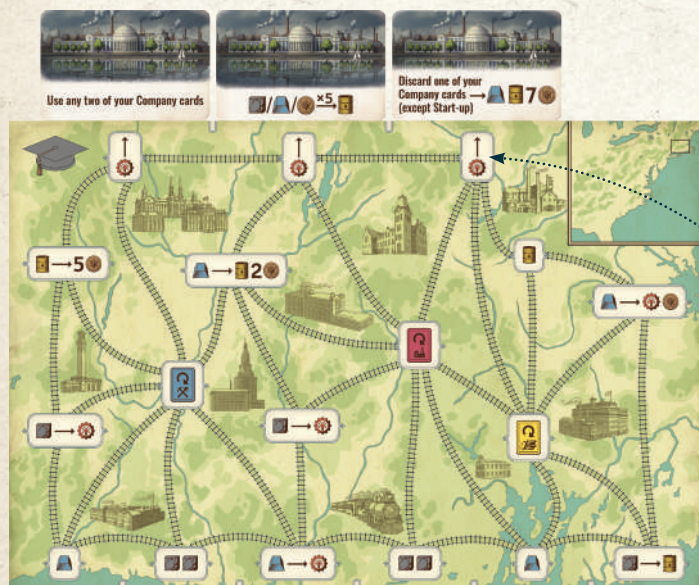 Use any two of your Company cards
×5
Discard one of your
Company cards
(except Start-up)
7
5
2